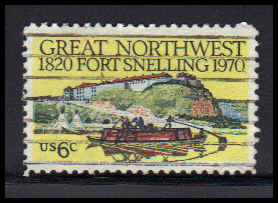 GREAT NORTHWEST
1820 FORT SNELLING 1970
US 6c